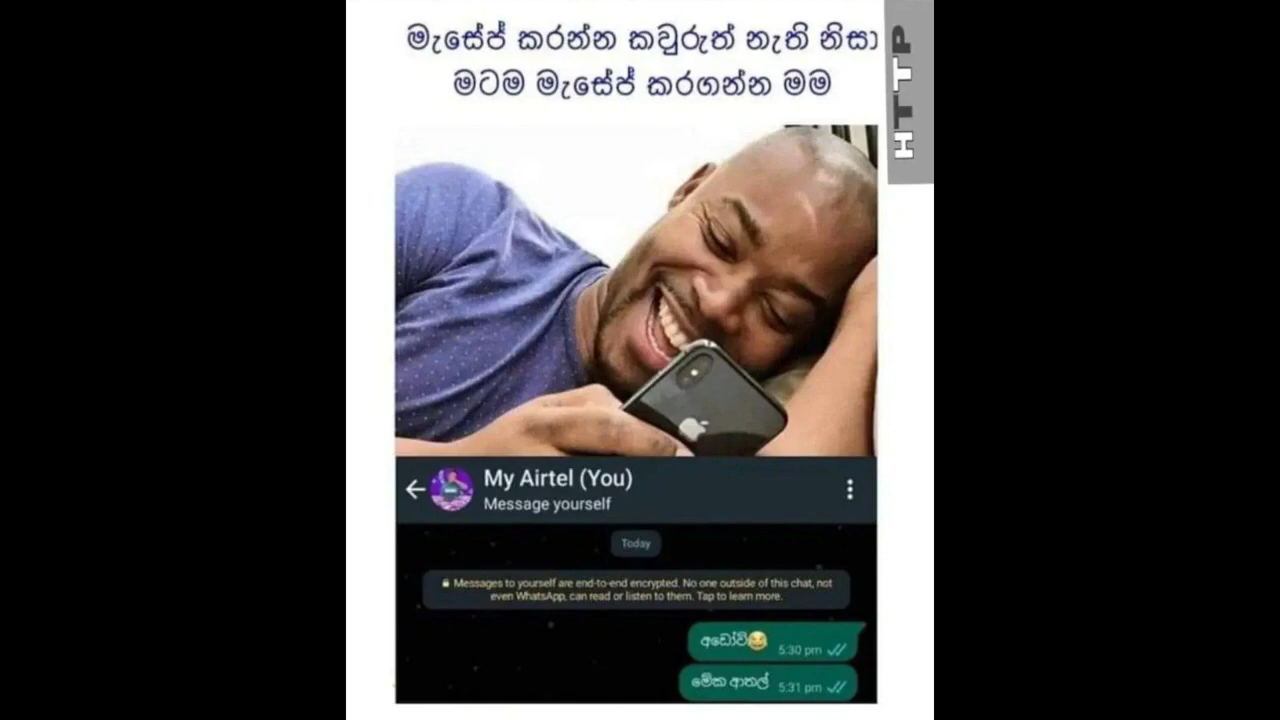 මැසේජ් කරන්න කවුරුත් නැති නිසා
මටම මැසේජ් කරගන්න මම
HTTP
My Airtel (You)
Message yourself
Today
Messages to yourself are end-to-end encrypted. No one outside of this chat, not
even WhatsApp, can read or listen to them. Tap to learn more.
අඩෝවි😂 5:30 pm
මේක ආතල් 5:31 pm